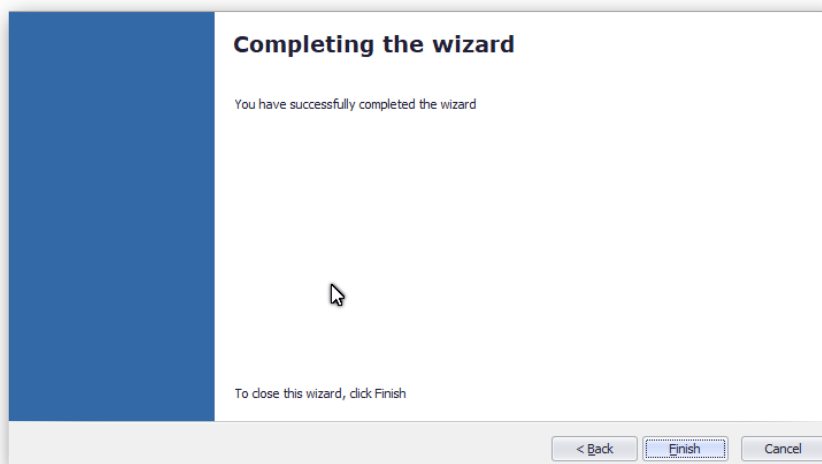 Completing the wizard
You have successfully completed the wizard
To close this wizard, click Finish
< Back
Finish
Cancel